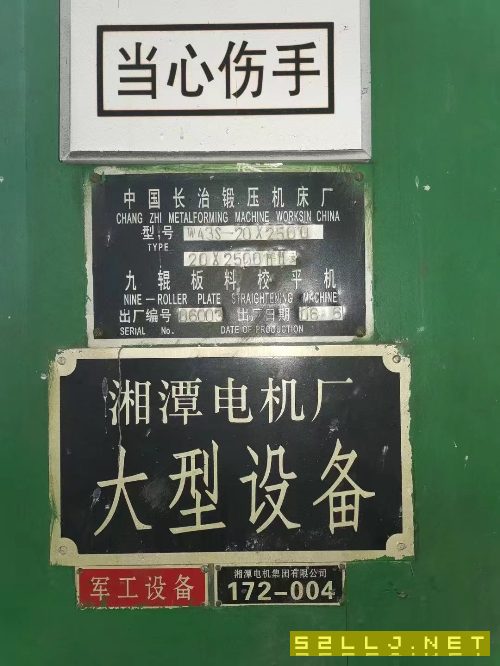 当心伤手
中国长治锻压机床厂
CHANG ZHI METALFORMING MACHINE WORKSIN CHINA
型号 W43S-20X2500
TYPE
20X2500mm
九辊板料校平机
NINE—ROLLER PLATE STRAIGHTENING MACHINE
出厂编号 06003 出厂日期 06.6
SERIAL No. DATE OF PRODUCTION
湘潭电机厂
大型设备
军工设备
湘潭电机集团有限公司
172-004
52LLJ.NET